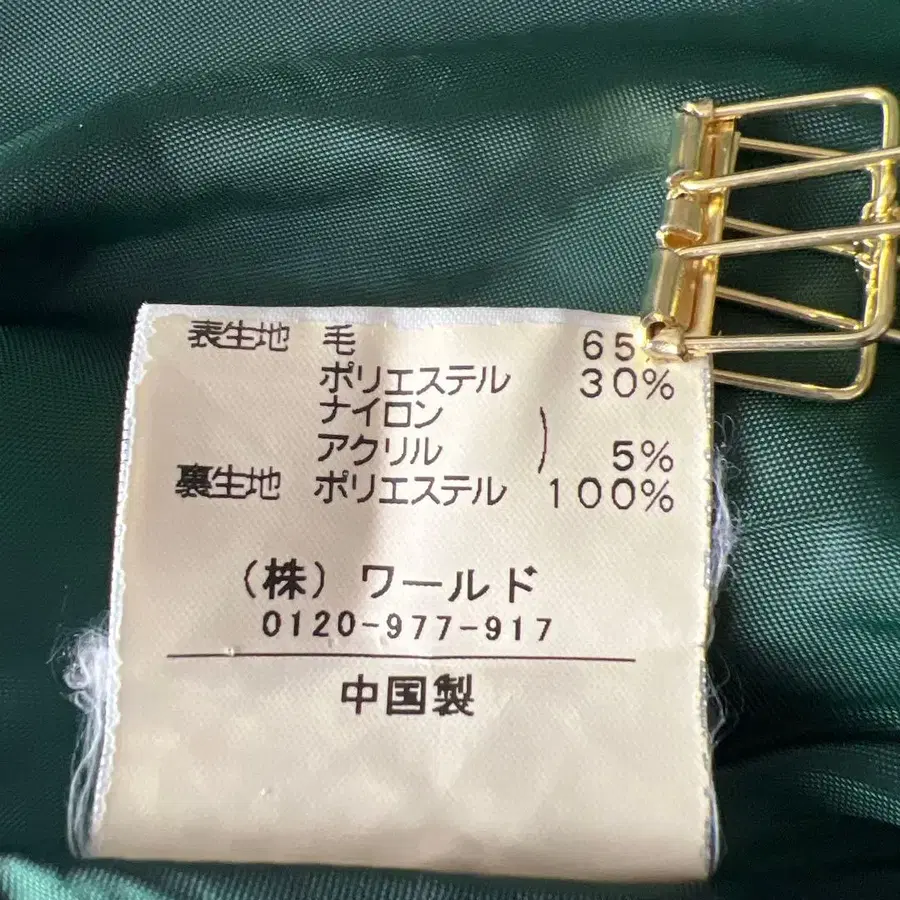 表生地 毛 65%
ポリエステル 30%
ナイロン
アクリル ) 5%
裏生地 ポリエステル 100%
(株) ワールド
0120-977-917
中国製